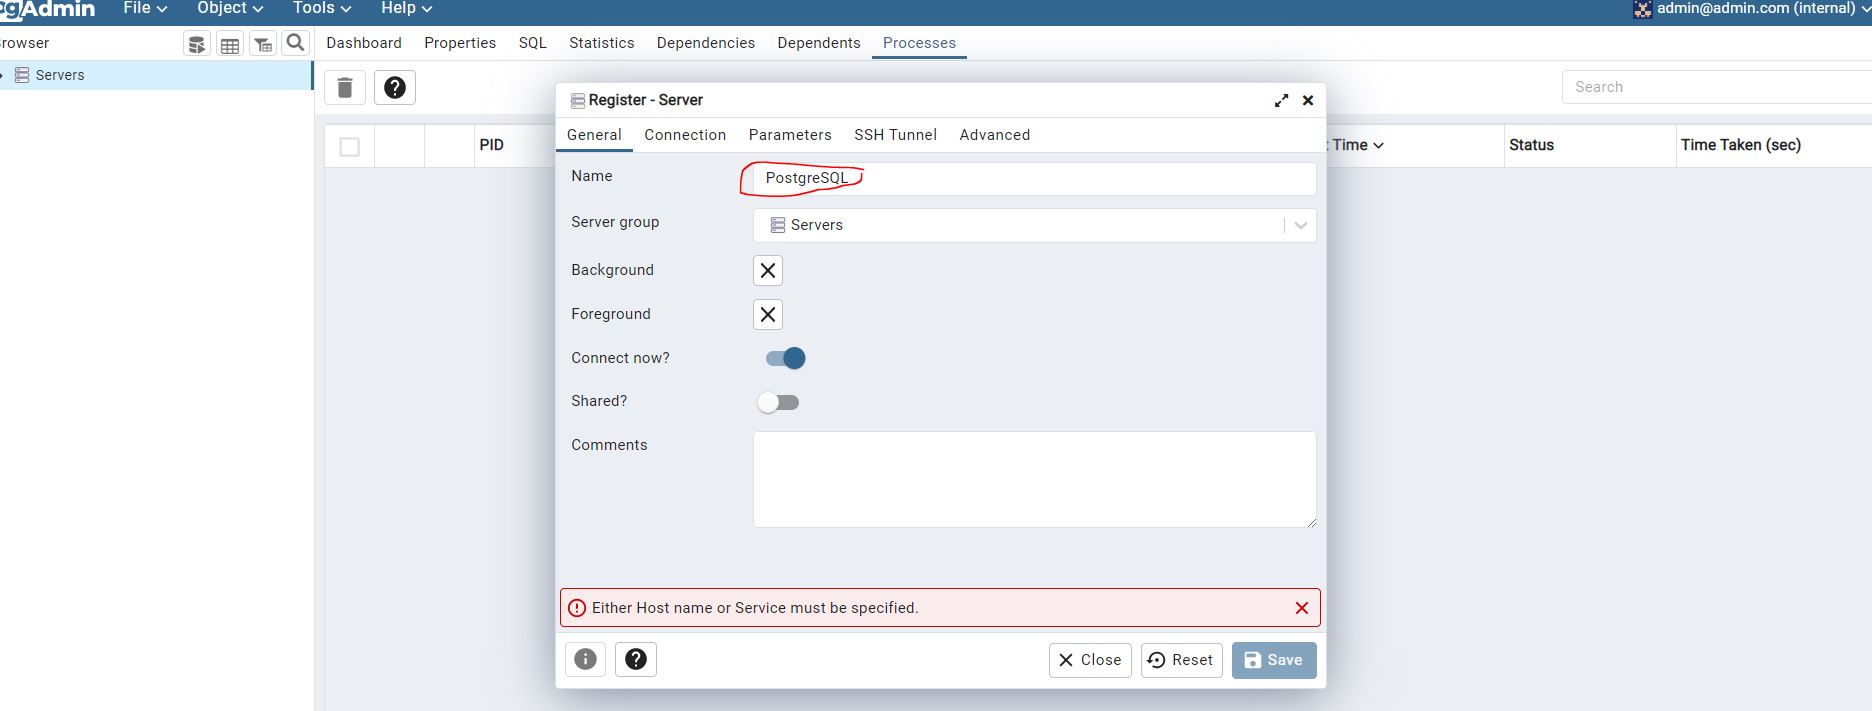 pgAdmin File Object Tools Help admin@admin.com (internal)
rowser Dashboard Properties SQL Statistics Dependencies Dependents Processes
Servers
Search
PID Time Status Time Taken (sec)
Register - Server
General Connection Parameters SSH Tunnel Advanced
Name PostgreSQL
Server group Servers
Background
Foreground
Connect now?
Shared?
Comments
Either Host name or Service must be specified.
Close Reset Save